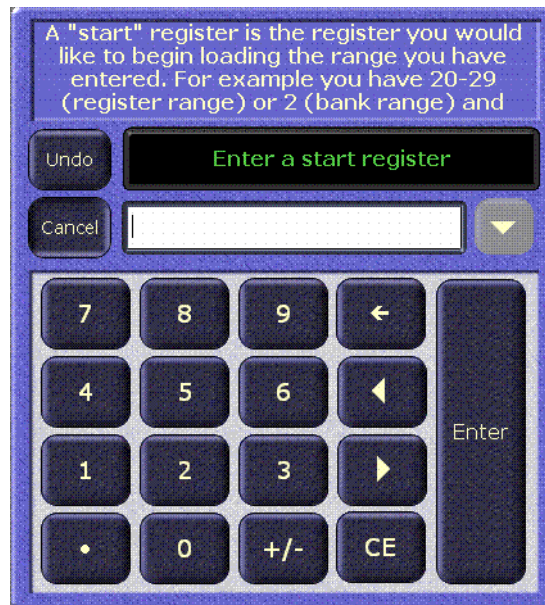 A "start" register is the register you would
like to begin loading the range you have
entered. For example you have 20-29
(register range) or 2 (bank range) and
Undo
Enter a start register
Cancel
7 8 9
4 5 6
Enter
1 2 3
0 +/- CE